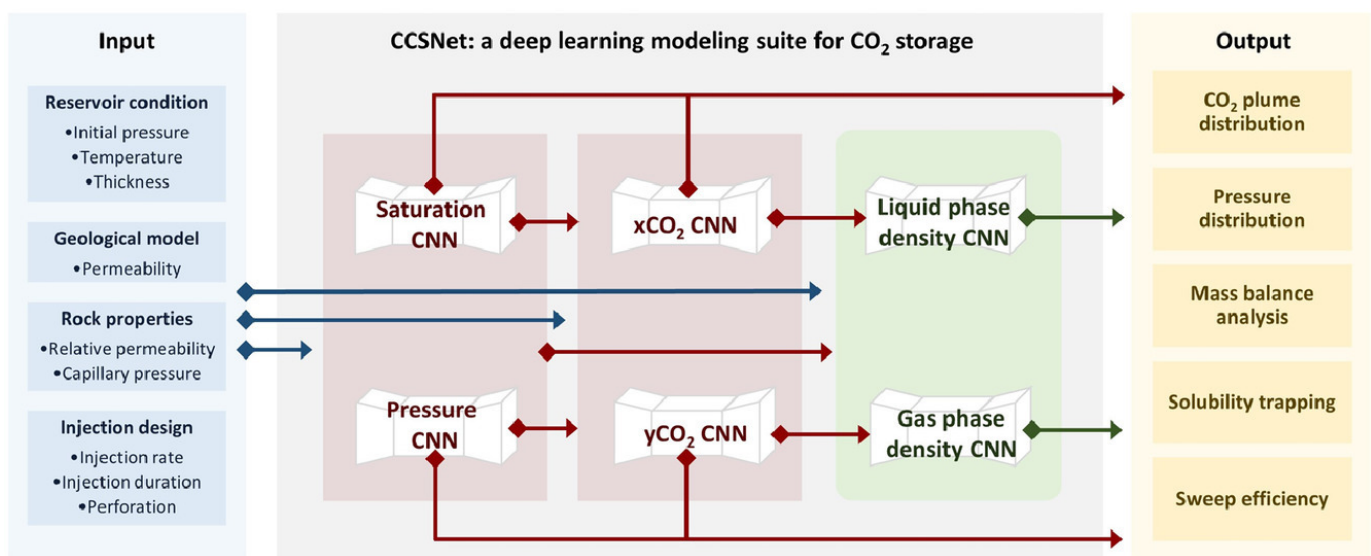 Input
Reservoir condition
•Initial pressure
•Temperature
•Thickness
Geological model
•Permeability
Rock properties
•Relative permeability
•Capillary pressure
Injection design
•Injection rate
•Injection duration
•Perforation
CCSNet: a deep learning modeling suite for CO₂ storage
Saturation
CNN
xCO₂ CNN
Liquid phase
density CNN
Pressure
CNN
yCO₂ CNN
Gas phase
density CNN
Output
CO₂ plume
distribution
Pressure
distribution
Mass balance
analysis
Solubility trapping
Sweep efficiency